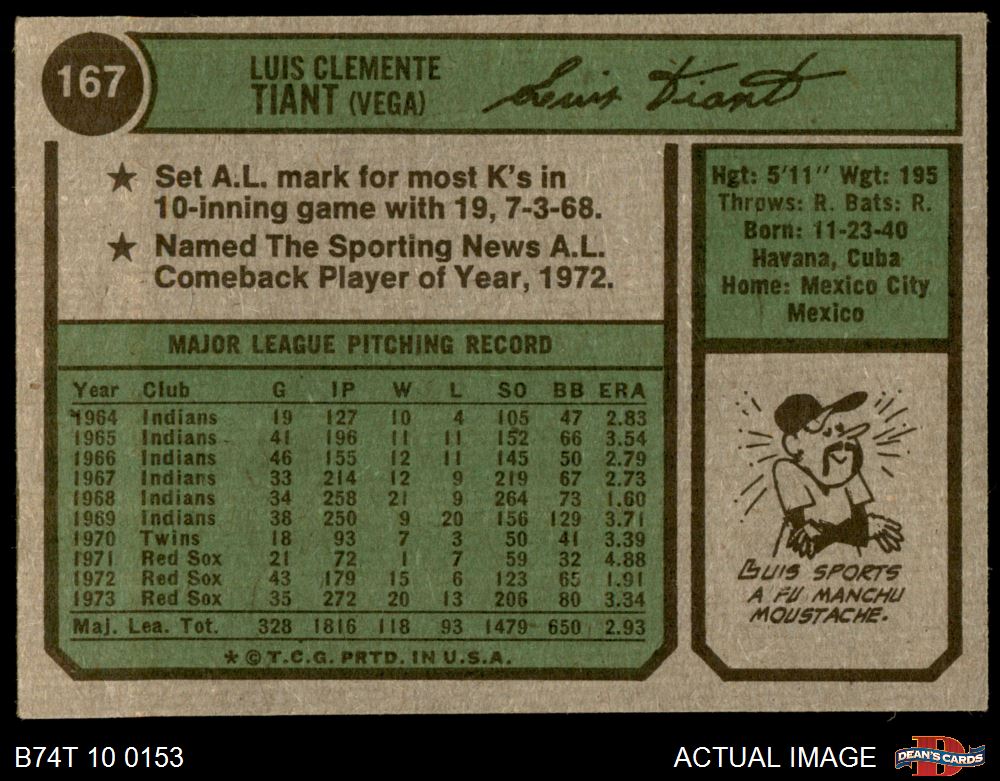 167
LUIS CLEMENTE
TIANT (VEGA)
Luis Tiant
★ Set A.L. mark for most K's in
10-inning game with 19, 7-3-68.
★ Named The Sporting News A.L.
Comeback Player of Year, 1972.
Hgt: 5'11" Wgt: 195
Throws: R. Bats: R.
Born: 11-23-40
Havana, Cuba
Home: Mexico City
Mexico
MAJOR LEAGUE PITCHING RECORD
Year Club G IP W L SO BB ERA
1964 Indians 19 127 10 4 105 47 2.83
1965 Indians 41 196 11 11 152 66 3.54
1966 Indians 46 155 12 11 145 50 2.79
1967 Indians 33 214 12 9 219 67 2.73
1968 Indians 34 258 21 9 264 73 1.60
1969 Indians 38 250 9 20 156 129 3.71
1970 Twins 18 93 7 3 50 41 3.39
1971 Red Sox 21 72 1 7 59 32 4.88
1972 Red Sox 43 179 15 6 123 65 1.91
1973 Red Sox 35 272 20 13 206 80 3.34
Maj. Lea. Tot. 328 1816 118 93 1479 650 2.93
* © T.C.G. PRTD. IN U.S.A.
LUIS SPORTS
A FU MANCHU
MOUSTACHE.
B74T 10 0153
ACTUAL IMAGE
D
DEAN'S CARDS